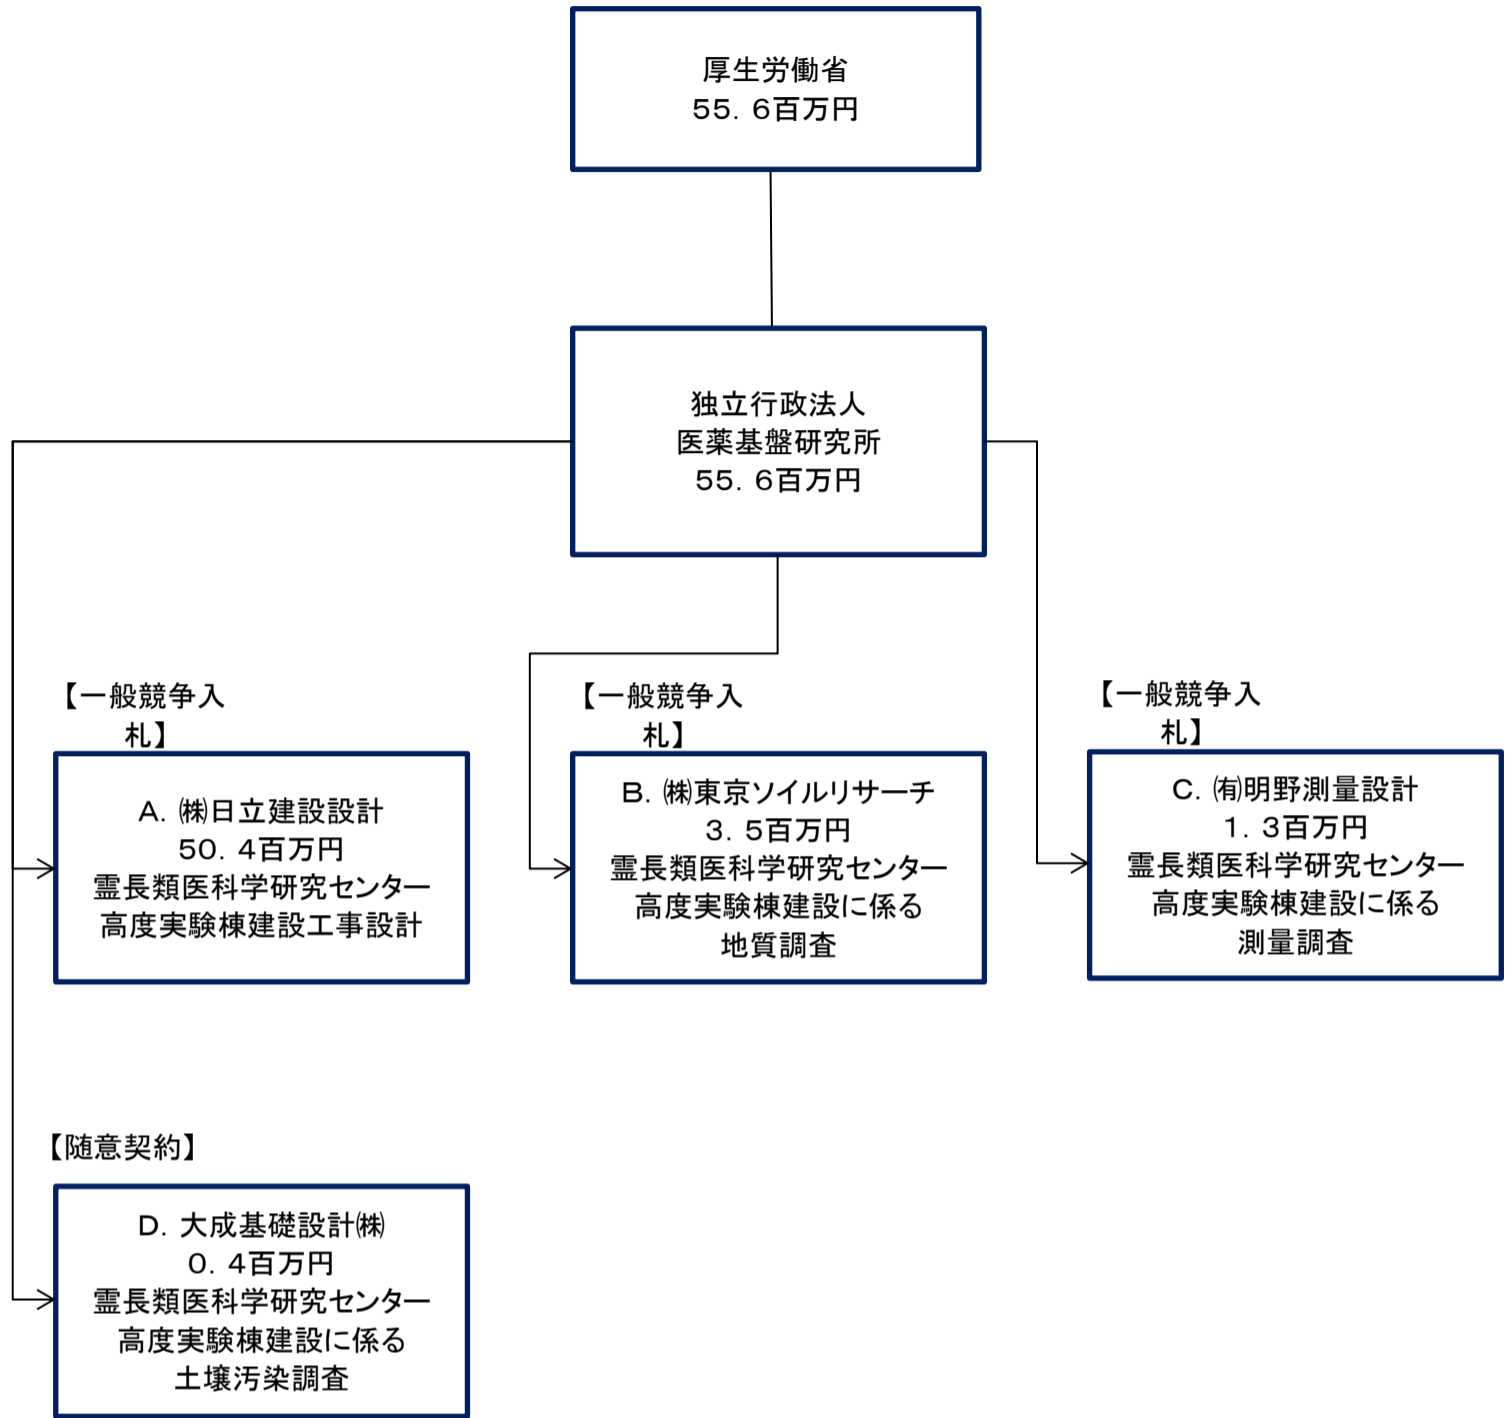 厚生労働省
55．6百万円
独立行政法人
医薬基盤研究所
55．6百万円
【一般競争入
札】
A．㈱日立建設設計
50．4百万円
霊長類医科学研究センター
高度実験棟建設工事設計
【一般競争入
札】
B．㈱東京ソイルリサーチ
3．5百万円
霊長類医科学研究センター
高度実験棟建設に係る
地質調査
【一般競争入
札】
C．㈲明野測量設計
1．3百万円
霊長類医科学研究センター
高度実験棟建設に係る
測量調査
【随意契約】
D．大成基礎設計㈱
0．4百万円
霊長類医科学研究センター
高度実験棟建設に係る
土壌汚染調査